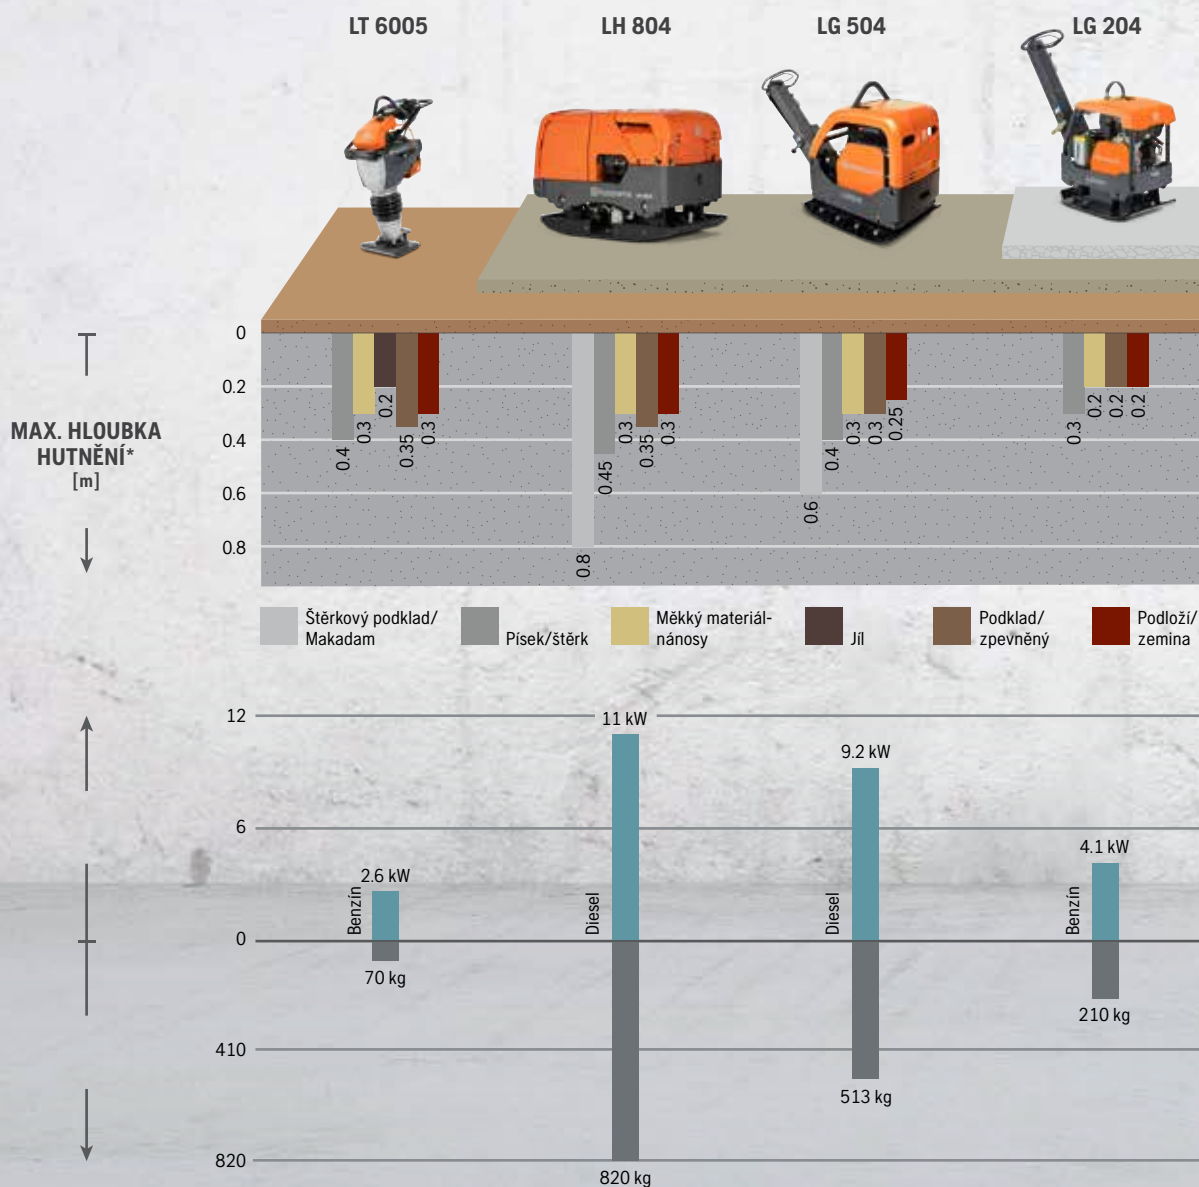 LT 6005
LH 804
LG 504
LG 204
0
0.2
0.4
0.6
0.8
MAX. HLOUBKA
HUTNĚNÍ*
[m]
0.4
0.3
0.2
0.35
0.3
0.8
0.45
0.3
0.35
0.3
0.6
0.4
0.3
0.3
0.25
0.3
0.2
0.2
0.2
Štěrkový podklad/
Makadam
Písek/štěrk
Měkký materiál-
nánosy
Jíl
Podklad/
zpevněný
Podloží/
zemina
12
6
0
410
820
2.6 kW
Benzín
70 kg
11 kW
Diesel
820 kg
9.2 kW
Diesel
513 kg
4.1 kW
Benzín
210 kg